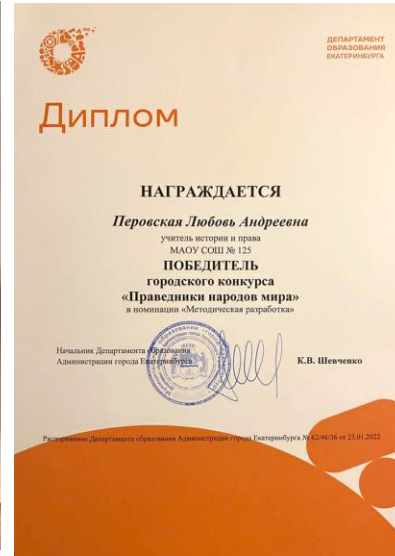 ДЕПАРТАМЕНТ
ОБРАЗОВАНИЯ
ЕКАТЕРИНБУРГА
Диплом
НАГРАЖДАЕТСЯ
Перовская Любовь Андреевна
учитель истории и права
МАОУ СОШ № 125
ПОБЕДИТЕЛЬ
городского конкурса
«Праведники народов мира»
в номинации «Методическая разработка»
Начальник Департамента образования
Администрации города Екатеринбурга
К.В. Шевченко
Распоряжение Департамента образования Администрации города Екатеринбурга № 62/46/36 от 25.01.2022